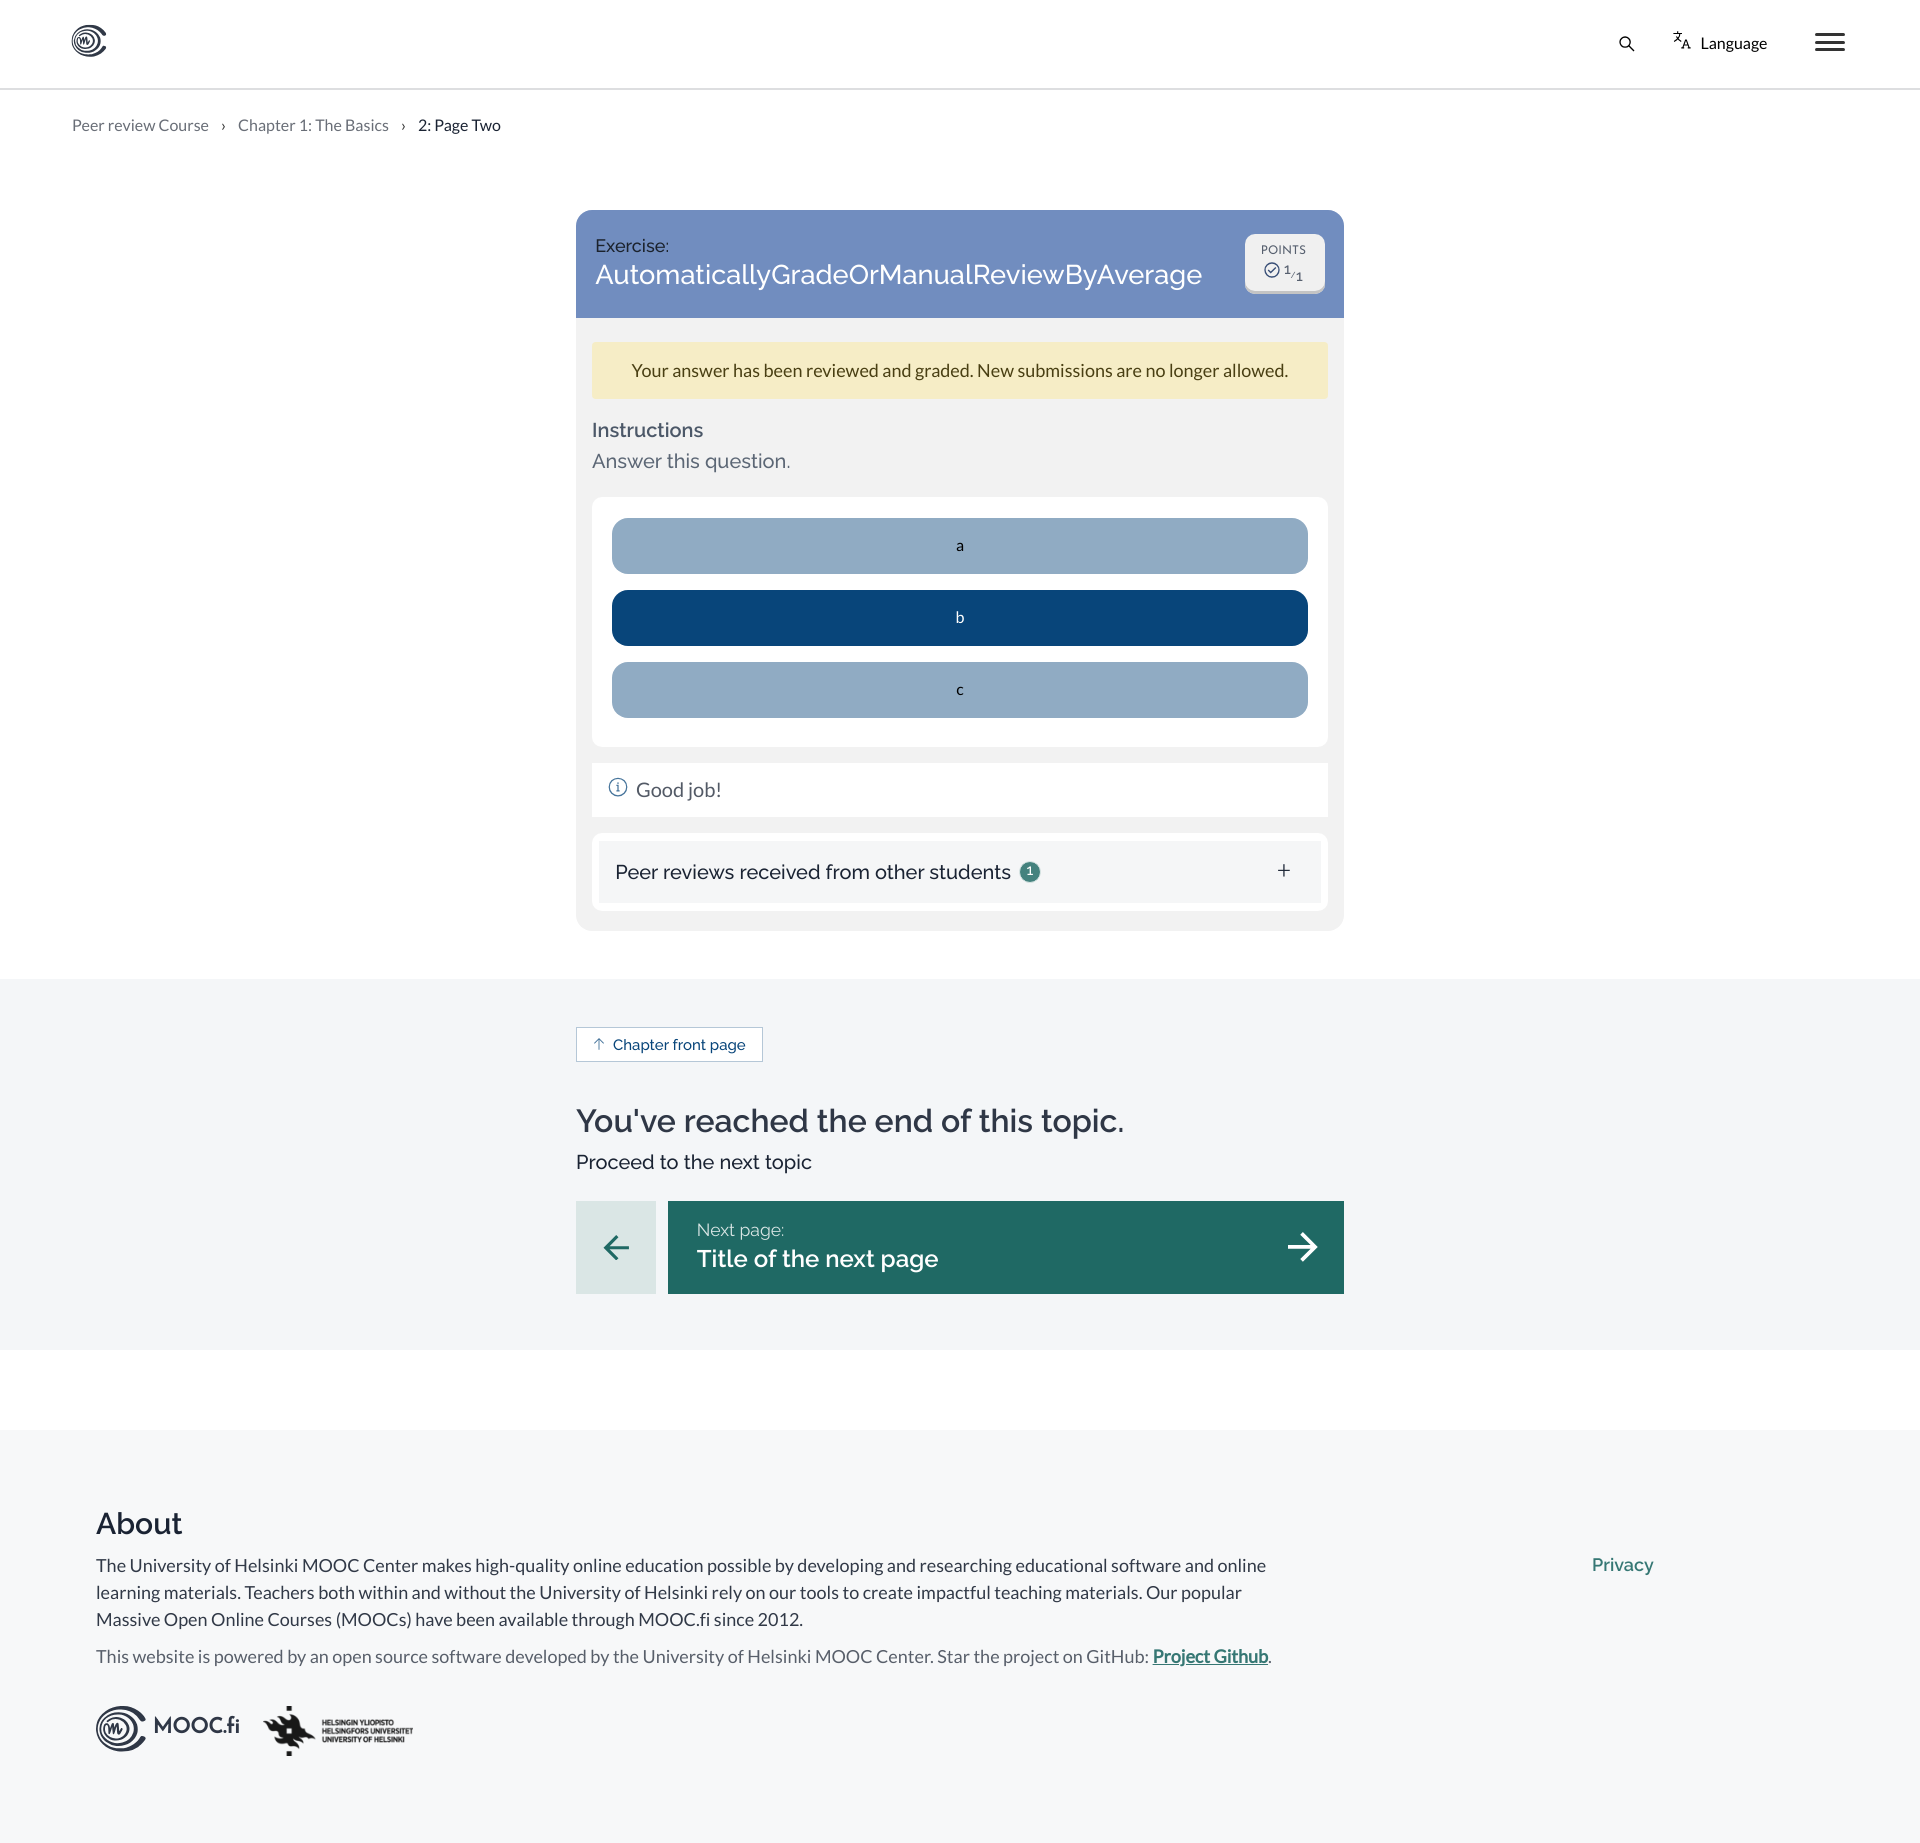 Language
Peer review Course › Chapter 1: The Basics › 2: Page Two
Exercise:
AutomaticallyGradeOrManualReviewByAverage
POINTS
1/1
Your answer has been reviewed and graded. New submissions are no longer allowed.
Instructions
Answer this question.
a
b
c
Good job!
Peer reviews received from other students 1 +
Chapter front page
You've reached the end of this topic.
Proceed to the next topic
Next page:
Title of the next page
About
The University of Helsinki MOOC Center makes high-quality online education possible by developing and researching educational software and online
learning materials. Teachers both within and without the University of Helsinki rely on our tools to create impactful teaching materials. Our popular
Massive Open Online Courses (MOOCs) have been available through MOOC.fi since 2012.
Privacy
This website is powered by an open source software developed by the University of Helsinki MOOC Center. Star the project on GitHub: Project Github.
MOOC.fi
HELSINGIN YLIOPISTO
HELSINGFORS UNIVERSITET
UNIVERSITY OF HELSINKI